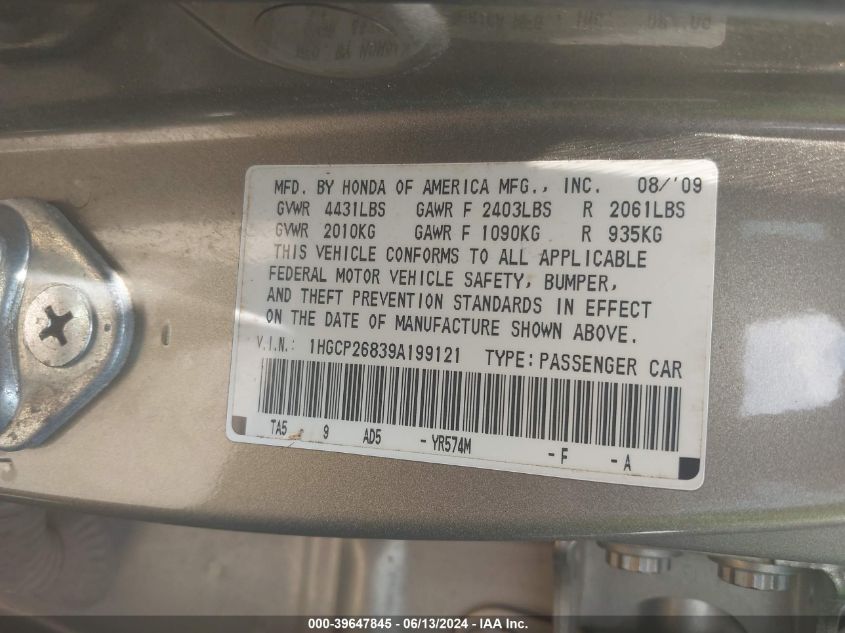 MFD. BY HONDA OF AMERICA MFG., INC. 08/'09
GVWR 4431LBS GAWR F 2403LBS R 2061LBS
GVWR 2010KG GAWR F 1090KG R 935KG
THIS VEHICLE CONFORMS TO ALL APPLICABLE
FEDERAL MOTOR VEHICLE SAFETY, BUMPER,
AND THEFT PREVENTION STANDARDS IN EFFECT
ON THE DATE OF MANUFACTURE SHOWN ABOVE.
V.I.N.: 1HGCP26839A199121 TYPE:PASSENGER CAR
TA5 9 AD5 -YR574M -F -A
000-39647845 - 06/13/2024 - IAA Inc.